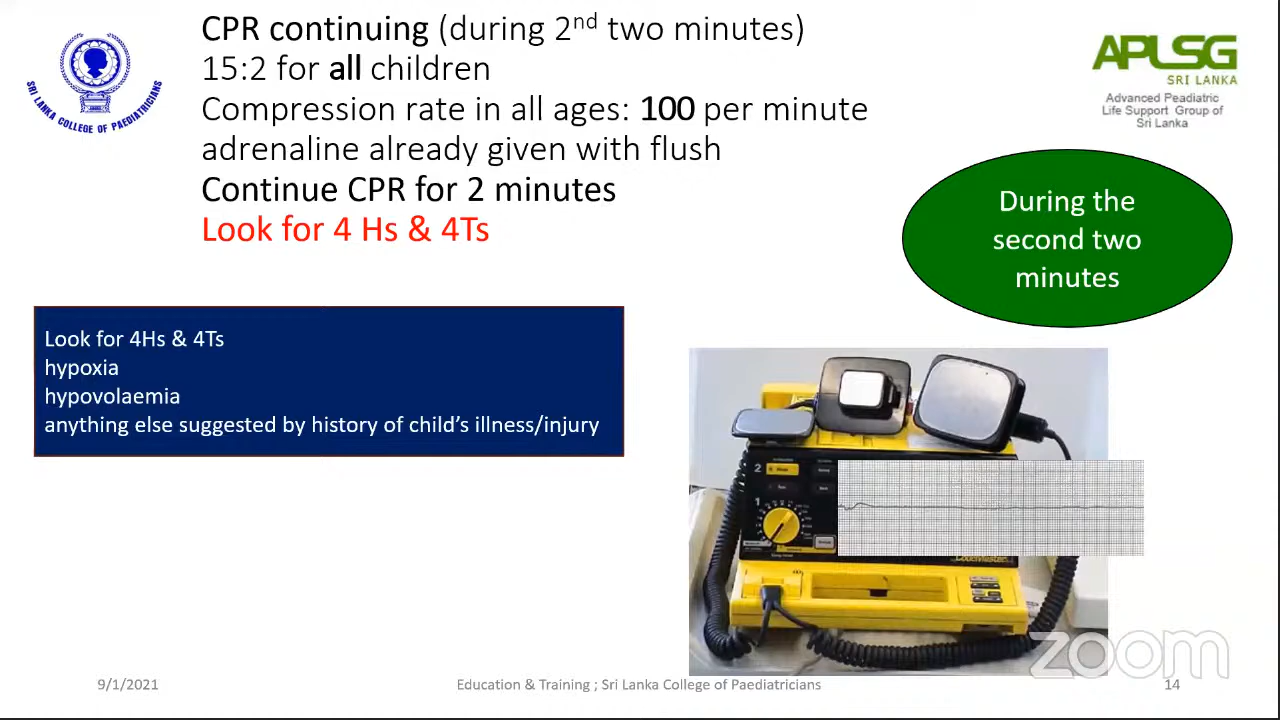 CPR continuing (during 2nd two minutes)
15:2 for all children
Compression rate in all ages: 100 per minute
adrenaline already given with flush
Continue CPR for 2 minutes
Look for 4 Hs & 4Ts
SRI LANKA COLLEGE OF PAEDIATRICIANS
APLSG
SRI LANKA
Advanced Peadiatric
Life Support Group of
Sri Lanka
During the
second two
minutes
Look for 4Hs & 4Ts
hypoxia
hypovolaemia
anything else suggested by history of child's illness/injury
2
1
zoom
9/1/2021
Education & Training ; Sri Lanka College of Paediatricians
14